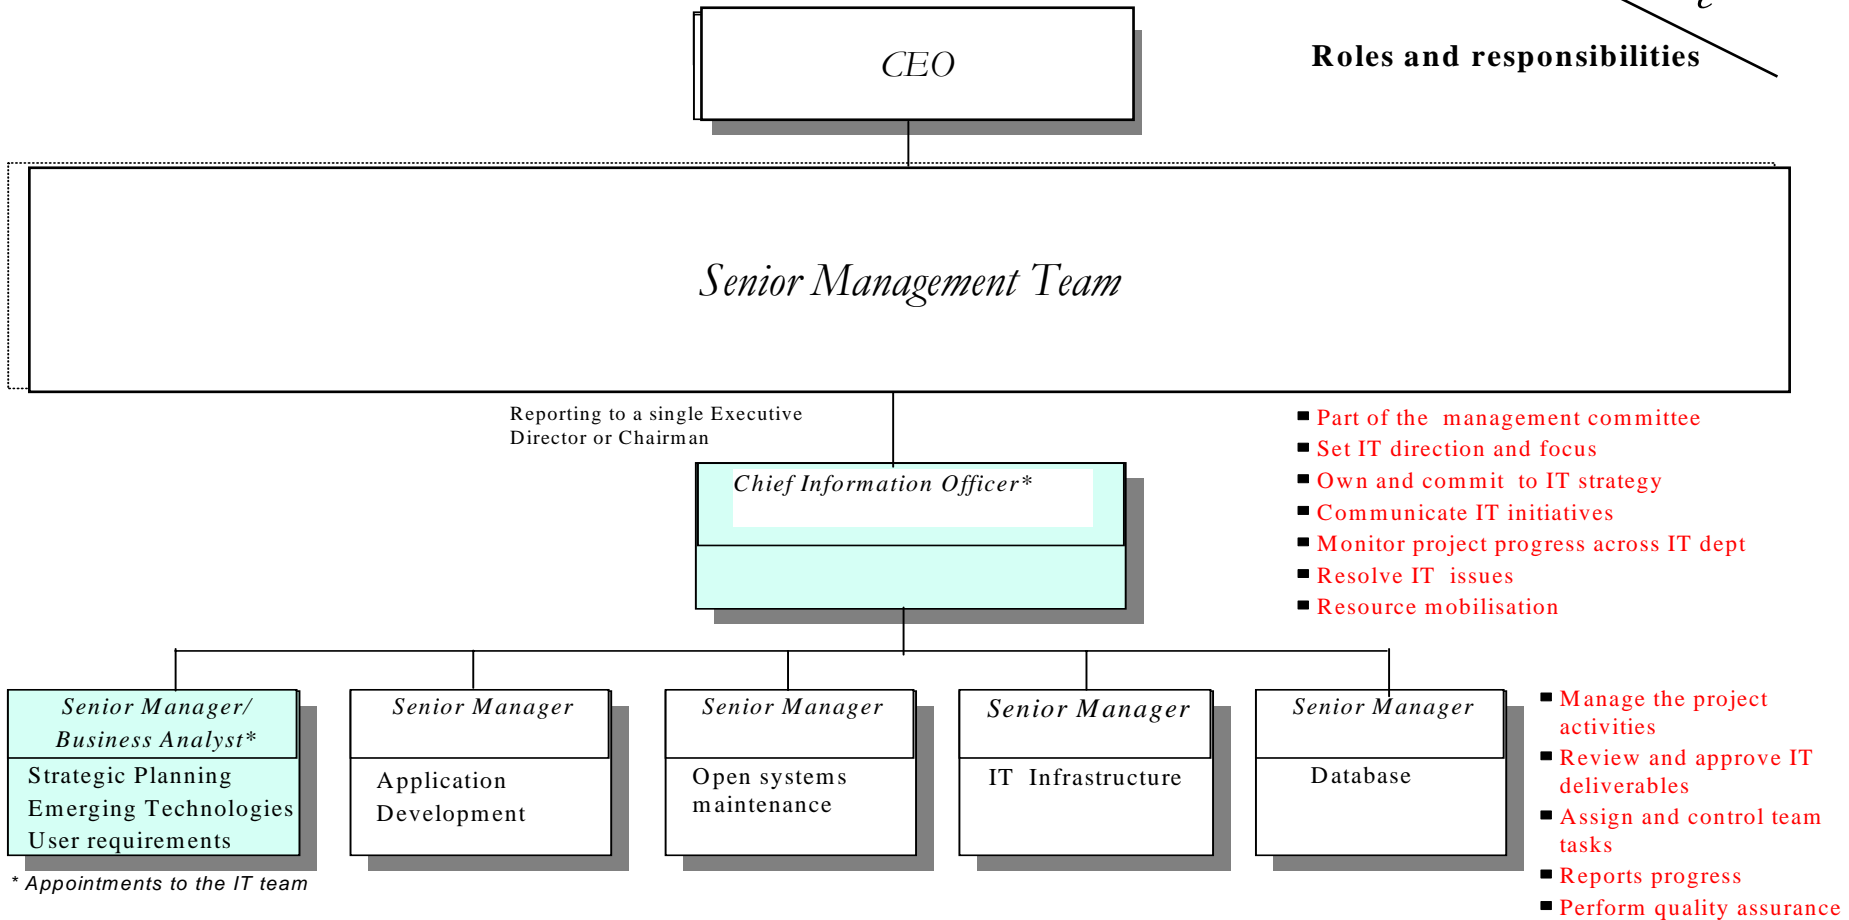 c
Roles and responsibilities
CEO
Senior Management Team
Reporting to a single Executive
Director or Chairman
Chief Information Officer*
Part of the management committee
Set IT direction and focus
Own and commit to IT strategy
Communicate IT initiatives
Monitor project progress across IT dept
Resolve IT issues
Resource mobilisation
Senior Manager/
Business Analyst*
Strategic Planning
Emerging Technologies
User requirements
Senior Manager
Application
Development
Senior Manager
Open systems
maintenance
Senior Manager
IT Infrastructure
Senior Manager
Database
Manage the project
activities
Review and approve IT
deliverables
Assign and control team
tasks
Reports progress
Perform quality assurance
* Appointments to the IT team